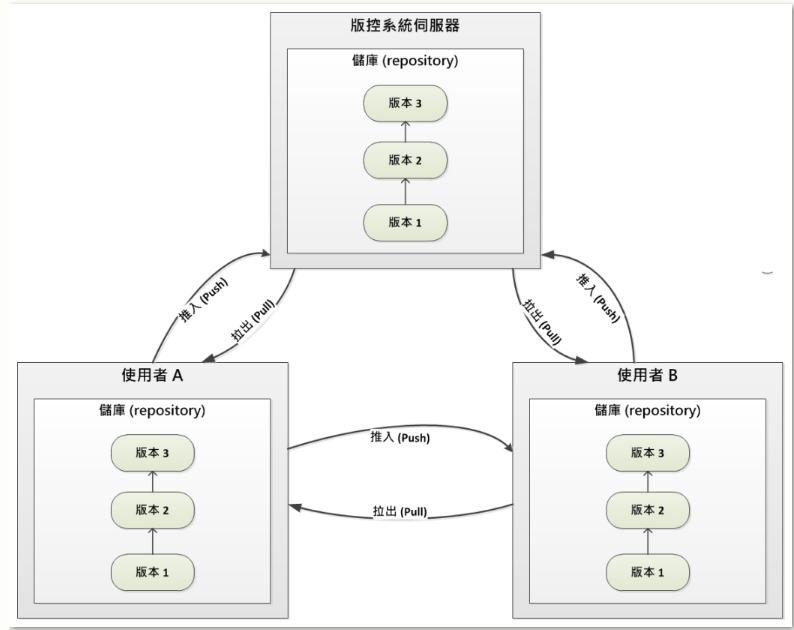 版控系統伺服器
儲庫 (repository)
版本 3
版本 2
版本 1
推入 (Push)
拉出 (Pull)
拉出 (Pull)
推入 (Push)
使用者 A
儲庫 (repository)
版本 3
版本 2
版本 1
推入 (Push)
拉出 (Pull)
使用者 B
儲庫 (repository)
版本 3
版本 2
版本 1